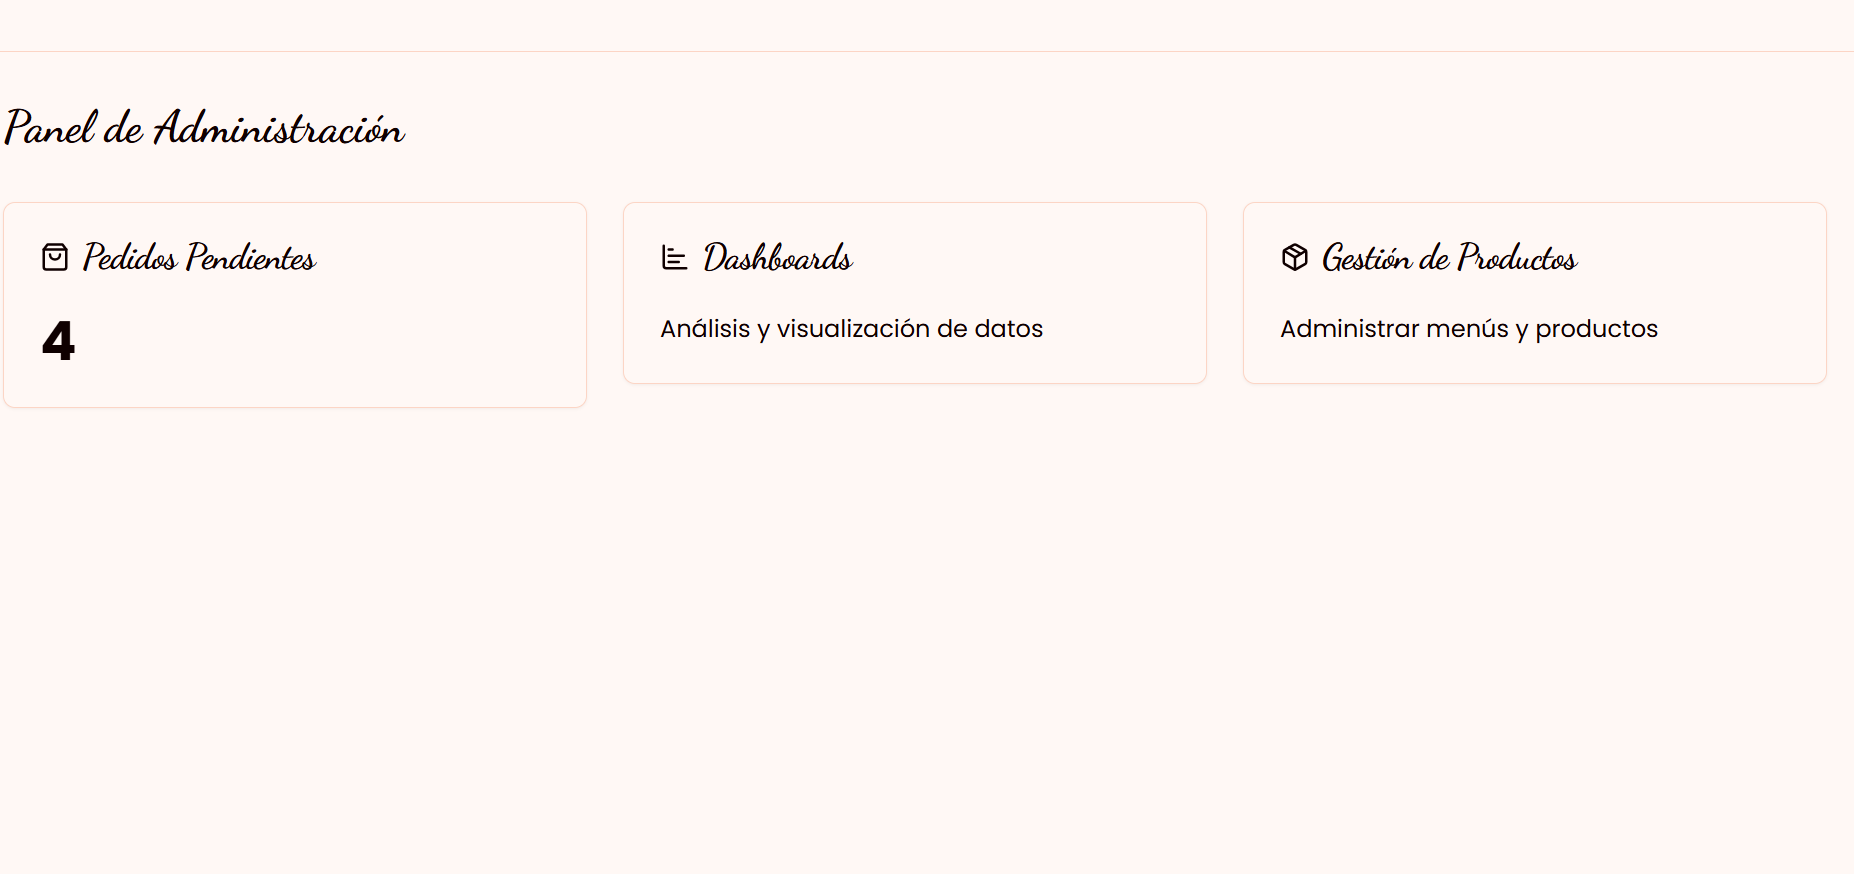 Panel de Administración
Pedidos Pendientes
4
Dashboards
Análisis y visualización de datos
Gestión de Productos
Administrar menús y productos